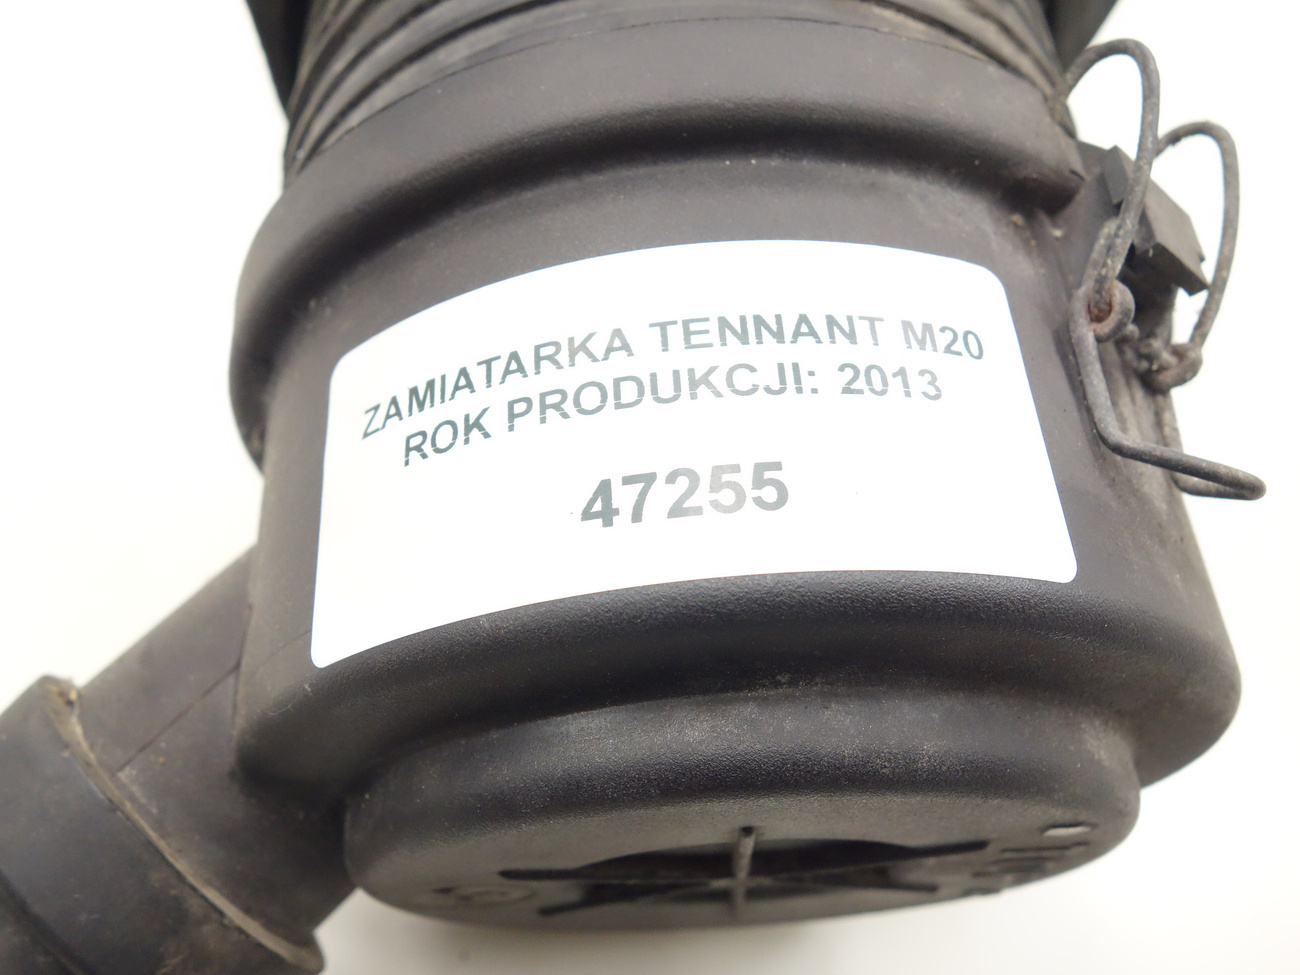 ZAMIATARKA TENNANT M20
ROK PRODUKCJI: 2013
47255